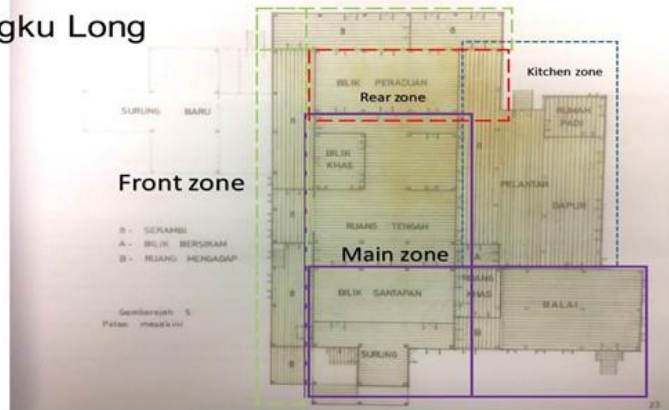 gku Long
B
B
BILIK PERADUAN
Rear zone
Kitchen zone
SURUNG BARU
RUMAH PADI
BILIK KHAS
B
PELANTAR
Front zone
DAPUR
B - SERAMBI
A - BILIK BERSIRAM
B - RUANG MENGADAP
B
RUANG TENGAH
Main zone
A
BILIK SANTAPAN
RUANG KHAS
BALAI
Gambarajah 5
Pelan masakini
B
SURUNG
B
23